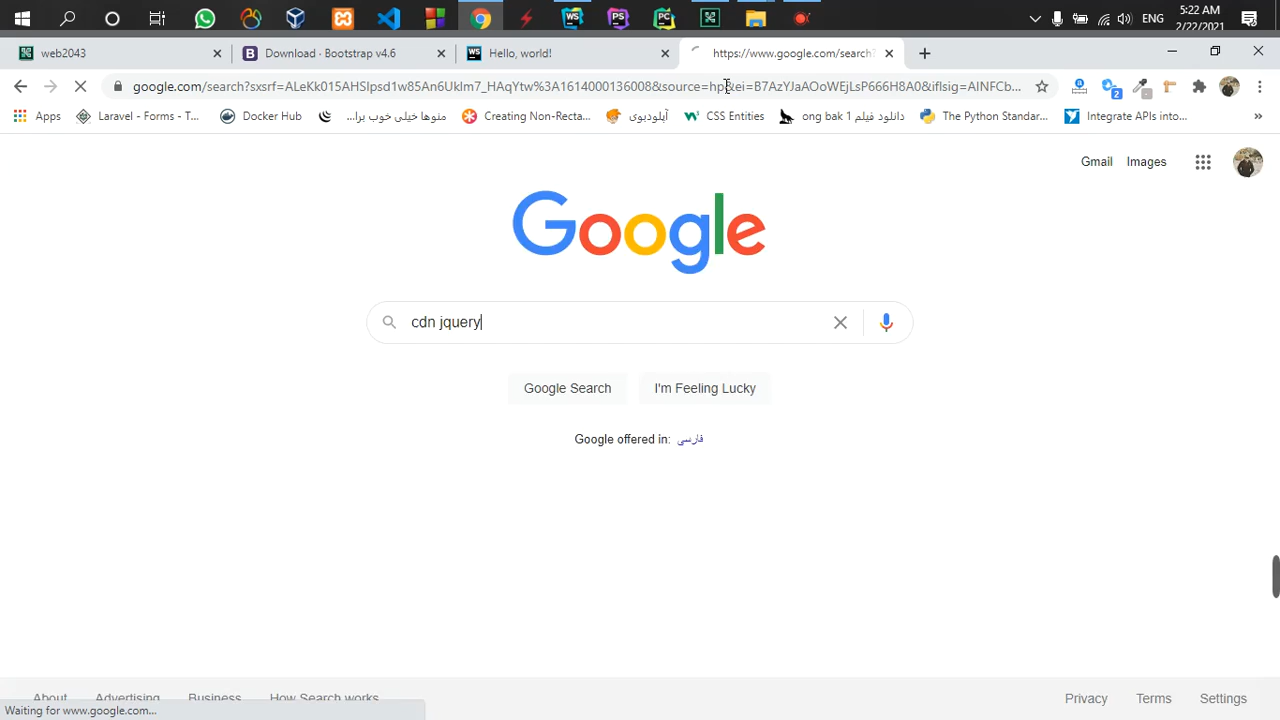 5:22 AM
ENG
2/22/2021
web2043
Download · Bootstrap v4.6
Hello, world!
https://www.google.com/search?
google.com/search?sxsrf=ALeKk015AHSIpsd1w85An6Uklm7_HAqYtw%3A1614000136008&source=hp&ei=B7AzYJaAOoWEjLsP666H8A0&iflsig=AINFCb...
Apps
Laravel - Forms - T...
Docker Hub
منوها خیلی خوب برا...
Creating Non-Recta...
آپلودبوی
CSS Entities
دانلود فیلم ong bak 1
The Python Standar...
Integrate APIs into...
»
Gmail
Images
Google
cdn jquery
Google Search
I'm Feeling Lucky
Google offered in: فارسی
About
Advertising
Business
How Search works
Privacy
Terms
Settings
Waiting for www.google.com...